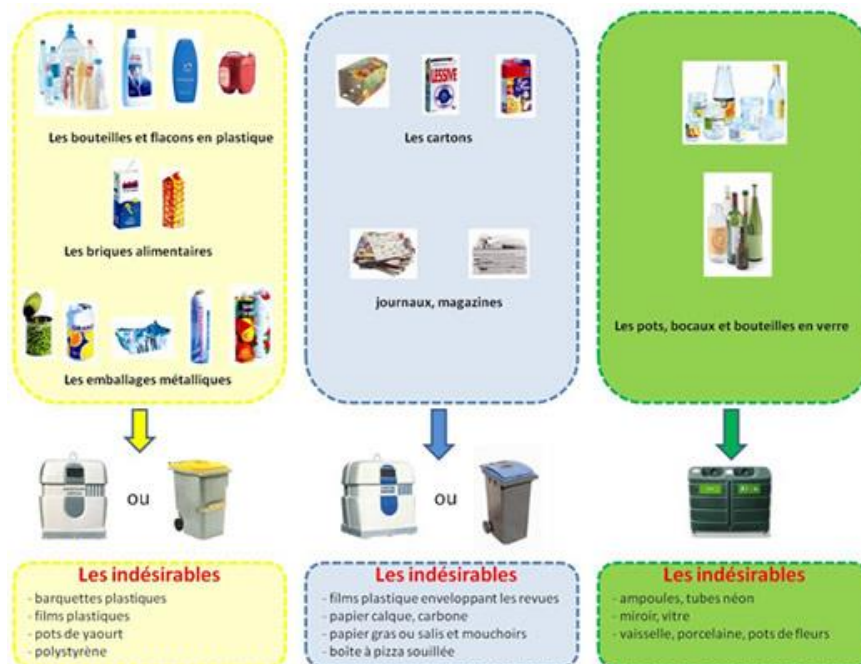 Les bouteilles et flacons en plastique
Les briques alimentaires
Les emballages métalliques
LESSIVE
Les cartons
journaux, magazines
Les pots, bocaux et bouteilles en verre
ou
ou
Les indésirables
- barquettes plastiques
- films plastiques
- pots de yaourt
- polystyrène
Les indésirables
- films plastique enveloppant les revues
- papier calque, carbone
- papier gras ou salis et mouchoirs
- boîte à pizza souillée
Les indésirables
- ampoules, tubes néon
- miroir, vitre
- vaisselle, porcelaine, pots de fleurs